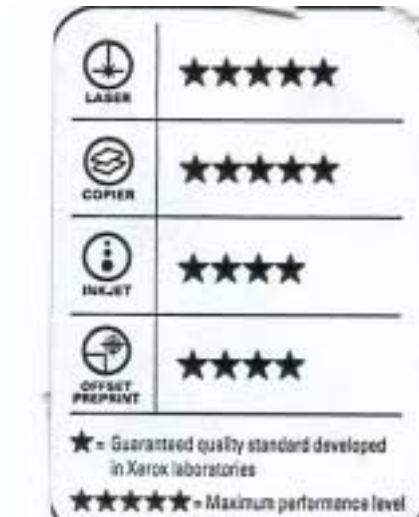 LASER
★★★★★
COPIER
★★★★★
INKJET
★★★★
OFFSET
PREPRINT
★★★★
★= Guaranteed quality standard developed
in Xerox laboratories
★★★★★= Maximum performance level